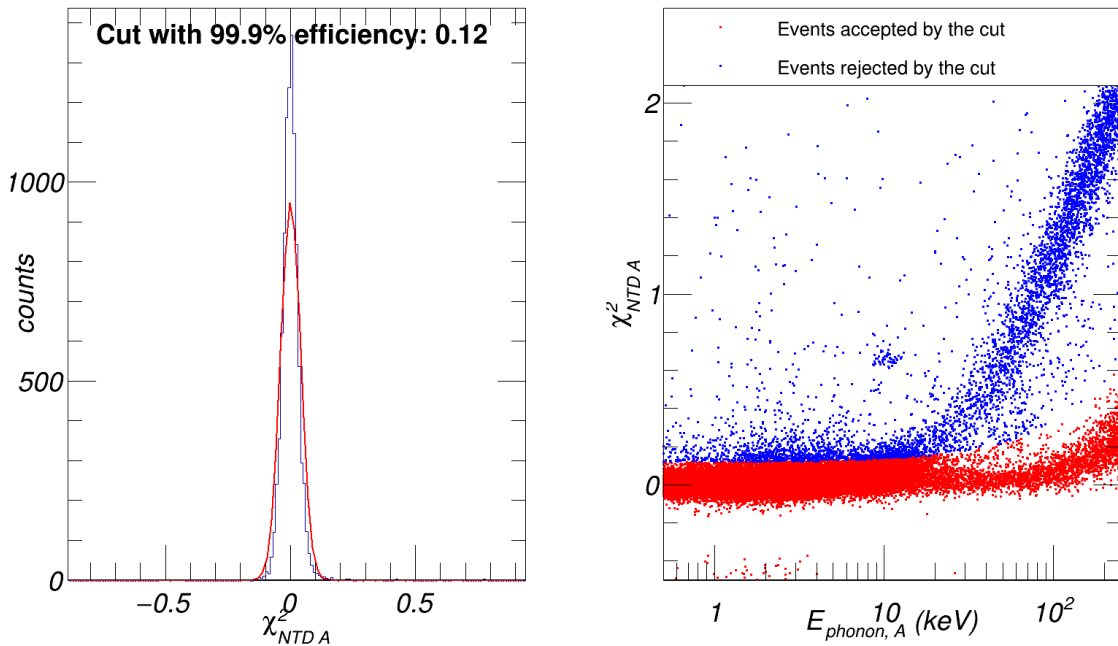 Cut with 99.9% efficiency: 0.12
1000
500
0
counts
−0.5
0
0.5
χ²NTD A
Events accepted by the cut
Events rejected by the cut
2
1
0
χ²NTD A
1
10
10²
Ephonon, A (keV)